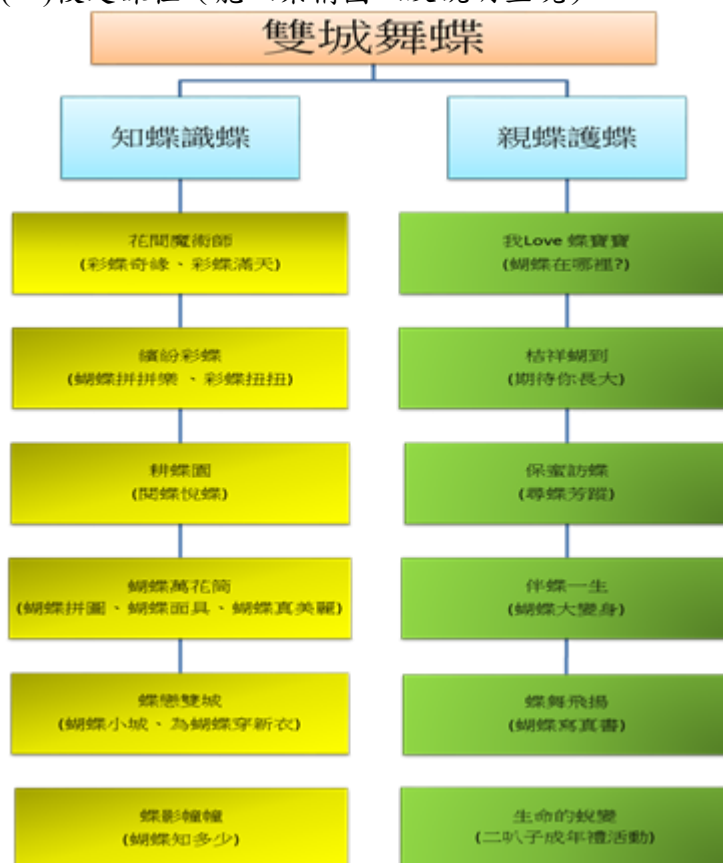 雙城舞蝶
知蝶識蝶
親蝶護蝶
花間魔術師
(彩蝶奇緣、彩蝶滿天)
繽紛彩蝶
(蝴蝶拼拼樂、彩蝶扭扭)
耕蝶園
(閱蝶悅蝶)
蝴蝶萬花筒
(蝴蝶拼圖、蝴蝶面具、蝴蝶真美麗)
蝶戀雙城
(蝴蝶小城、為蝴蝶穿新衣)
蝶影幢幢
(蝴蝶知多少)
我Love 蝶寶寶
(蝴蝶在哪裡?)
桔祥蝴到
(期待你長大)
保蜜訪蝶
(尋蝶芳蹤)
伴蝶一生
(蝴蝶大變身)
蝶舞飛揚
(蝴蝶寫真書)
生命的蛻變
(二叭子成年禮活動)